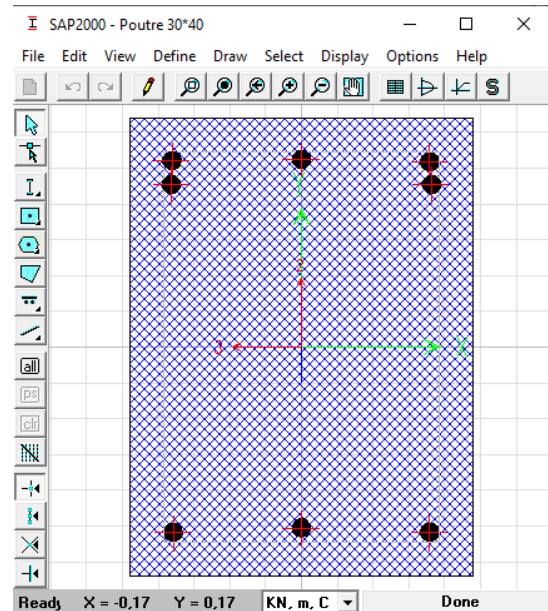 SAP2000 - Poutre 30*40
File Edit View Define Draw Select Display Options Help
S
all
ps
clr
Y
2
3
X
Ready X = -0,17 Y = 0,17 KN, m, C Done